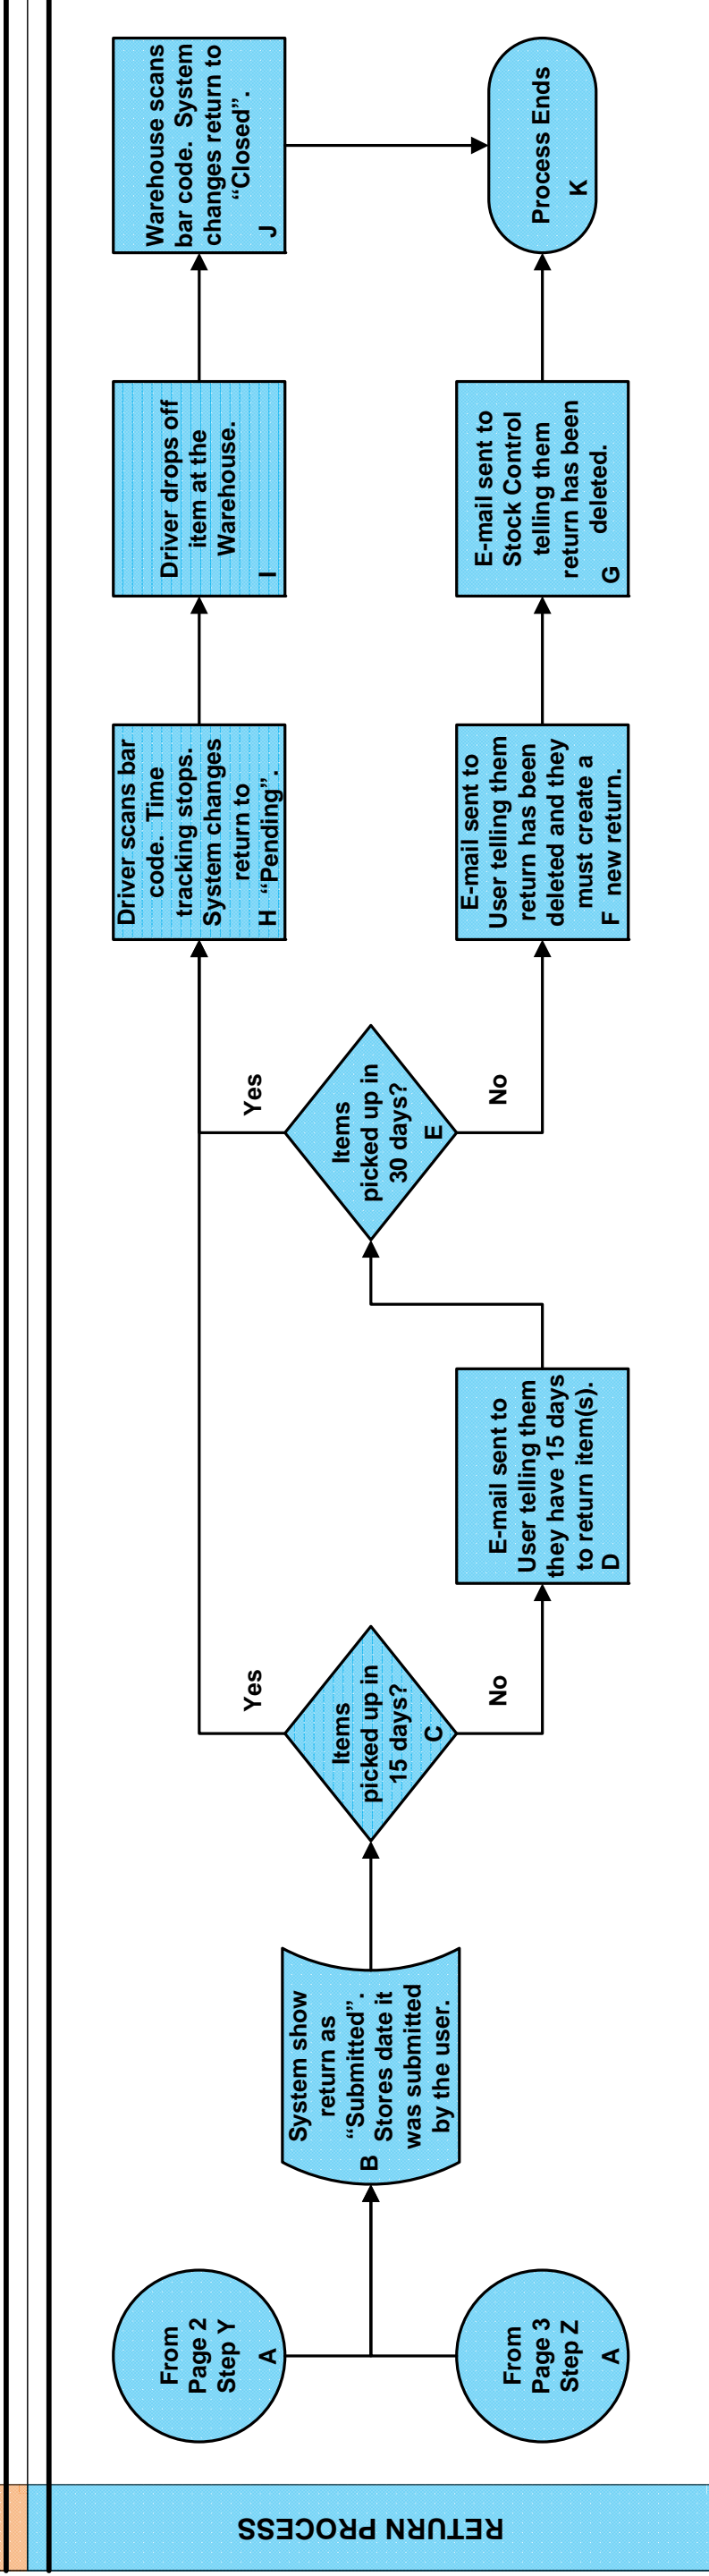 RETURN PROCESS
From
Page 2
Step Y
A
From
Page 3
Step Z
A
System show
return as
“Submitted”.
Stores date it
was submitted
by the user.
B
Items
picked up in
15 days?
C
Yes
No
E-mail sent to
User telling them
they have 15 days
to return item(s).
D
Items
picked up in
30 days?
E
Yes
No
Driver scans bar
code.  Time
tracking stops.
System changes
return to
“Pending”.
H
E-mail sent to
User telling them
return has been
deleted and they
must create a
new return.
F
Driver drops off
item at the
Warehouse.
I
E-mail sent to
Stock Control
telling them
return has been
deleted.
G
Warehouse scans
bar code.  System
changes return to
“Closed”.
J
Process Ends
K